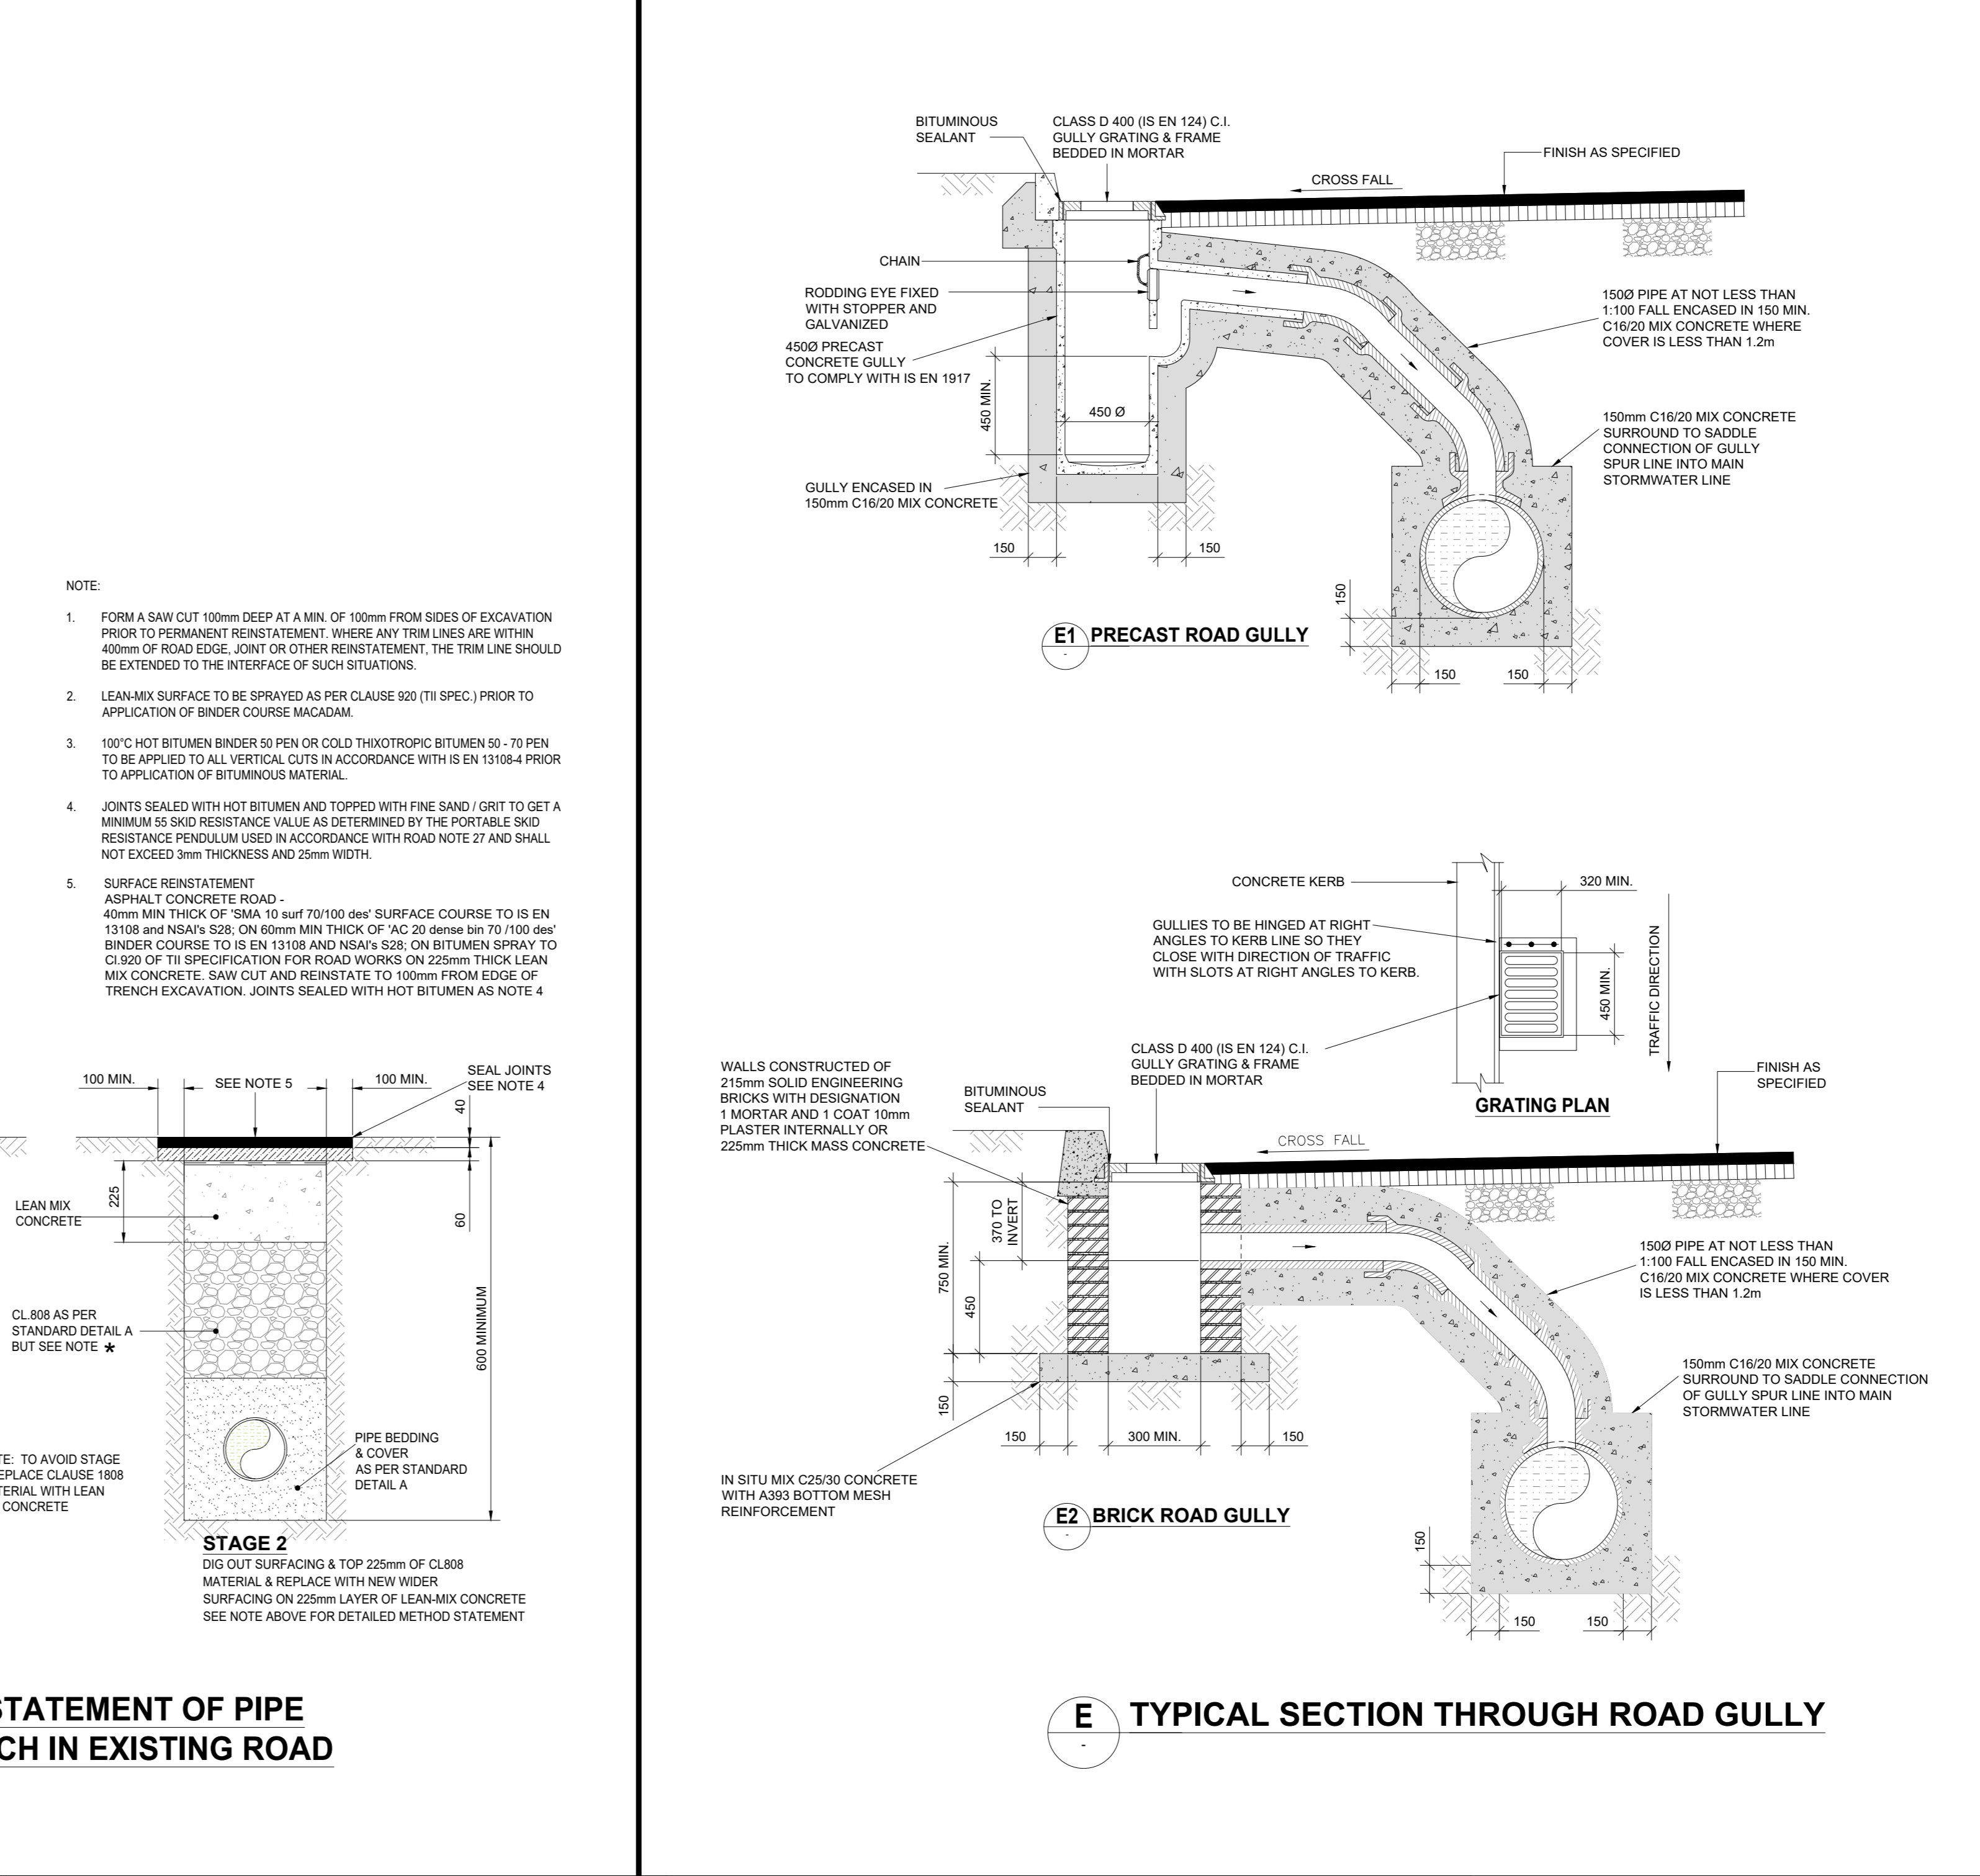 NOTE:
1. FORM A SAW CUT 100mm DEEP AT A MIN. OF 100mm FROM SIDES OF EXCAVATION
PRIOR TO PERMANENT REINSTATEMENT. WHERE ANY TRIM LINES ARE WITHIN
400mm OF ROAD EDGE, JOINT OR OTHER REINSTATEMENT, THE TRIM LINE SHOULD
BE EXTENDED TO THE INTERFACE OF SUCH SITUATIONS.
2. LEAN-MIX SURFACE TO BE SPRAYED AS PER CLAUSE 920 (TII SPEC.) PRIOR TO
APPLICATION OF BINDER COURSE MACADAM.
3. 100°C HOT BITUMEN BINDER 50 PEN OR COLD THIXOTROPIC BITUMEN 50 - 70 PEN
TO BE APPLIED TO ALL VERTICAL CUTS IN ACCORDANCE WITH IS EN 13108-4 PRIOR
TO APPLICATION OF BITUMINOUS MATERIAL.
4. JOINTS SEALED WITH HOT BITUMEN AND TOPPED WITH FINE SAND / GRIT TO GET A
MINIMUM 55 SKID RESISTANCE VALUE AS DETERMINED BY THE PORTABLE SKID
RESISTANCE PENDULUM USED IN ACCORDANCE WITH ROAD NOTE 27 AND SHALL
NOT EXCEED 3mm THICKNESS AND 25mm WIDTH.
5. SURFACE REINSTATEMENT
ASPHALT CONCRETE ROAD -
40mm MIN THICK OF 'SMA 10 surf 70/100 des' SURFACE COURSE TO IS EN
13108 and NSAI's S28; ON 60mm MIN THICK OF 'AC 20 dense bin 70 /100 des'
BINDER COURSE TO IS EN 13108 AND NSAI's S28; ON BITUMEN SPRAY TO
Cl.920 OF TII SPECIFICATION FOR ROAD WORKS ON 225mm THICK LEAN
MIX CONCRETE. SAW CUT AND REINSTATE TO 100mm FROM EDGE OF
TRENCH EXCAVATION. JOINTS SEALED WITH HOT BITUMEN AS NOTE 4
100 MIN.
SEE NOTE 5
100 MIN.
SEAL JOINTS
SEE NOTE 4
40
225
60
600 MINIMUM
LEAN MIX
CONCRETE
CL.808 AS PER
STANDARD DETAIL A
BUT SEE NOTE *
TE: TO AVOID STAGE
EPLACE CLAUSE 1808
TERIAL WITH LEAN
CONCRETE
PIPE BEDDING
& COVER
AS PER STANDARD
DETAIL A
STAGE 2
DIG OUT SURFACING & TOP 225mm OF CL808
MATERIAL & REPLACE WITH NEW WIDER
SURFACING ON 225mm LAYER OF LEAN-MIX CONCRETE
SEE NOTE ABOVE FOR DETAILED METHOD STATEMENT
STATEMENT OF PIPE
CH IN EXISTING ROAD
BITUMINOUS
SEALANT
CLASS D 400 (IS EN 124) C.I.
GULLY GRATING & FRAME
BEDDED IN MORTAR
FINISH AS SPECIFIED
CROSS FALL
CHAIN
RODDING EYE FIXED
WITH STOPPER AND
GALVANIZED
450Ø PRECAST
CONCRETE GULLY
TO COMPLY WITH IS EN 1917
450 MIN.
450 Ø
GULLY ENCASED IN
150mm C16/20 MIX CONCRETE
150
150
150Ø PIPE AT NOT LESS THAN
1:100 FALL ENCASED IN 150 MIN.
C16/20 MIX CONCRETE WHERE
COVER IS LESS THAN 1.2m
150mm C16/20 MIX CONCRETE
SURROUND TO SADDLE
CONNECTION OF GULLY
SPUR LINE INTO MAIN
STORMWATER LINE
150
150
150
E1
-
PRECAST ROAD GULLY
CONCRETE KERB
320 MIN.
GULLIES TO BE HINGED AT RIGHT
ANGLES TO KERB LINE SO THEY
CLOSE WITH DIRECTION OF TRAFFIC
WITH SLOTS AT RIGHT ANGLES TO KERB.
450 MIN.
TRAFFIC DIRECTION
GRATING PLAN
WALLS CONSTRUCTED OF
215mm SOLID ENGINEERING
BRICKS WITH DESIGNATION
1 MORTAR AND 1 COAT 10mm
PLASTER INTERNALLY OR
225mm THICK MASS CONCRETE
BITUMINOUS
SEALANT
CLASS D 400 (IS EN 124) C.I.
GULLY GRATING & FRAME
BEDDED IN MORTAR
FINISH AS
SPECIFIED
CROSS FALL
750 MIN.
370 TO
INVERT
450
150
150
300 MIN.
150
150Ø PIPE AT NOT LESS THAN
1:100 FALL ENCASED IN 150 MIN.
C16/20 MIX CONCRETE WHERE COVER
IS LESS THAN 1.2m
150mm C16/20 MIX CONCRETE
SURROUND TO SADDLE CONNECTION
OF GULLY SPUR LINE INTO MAIN
STORMWATER LINE
IN SITU MIX C25/30 CONCRETE
WITH A393 BOTTOM MESH
REINFORCEMENT
E2
-
BRICK ROAD GULLY
150
150
150
E
-
TYPICAL SECTION THROUGH ROAD GULLY